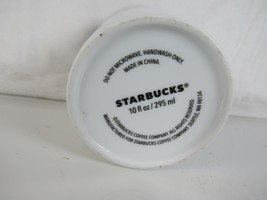 DO NOT MICROWAVE. HANDWASH ONLY
MADE IN CHINA
STARBUCKS®
10 fl oz / 295 ml
©STARBUCKS COFFEE COMPANY. ALL RIGHTS RESERVED.
MANUFACTURED FOR STARBUCKS COFFEE COMPANY, SEATTLE, WA 98134